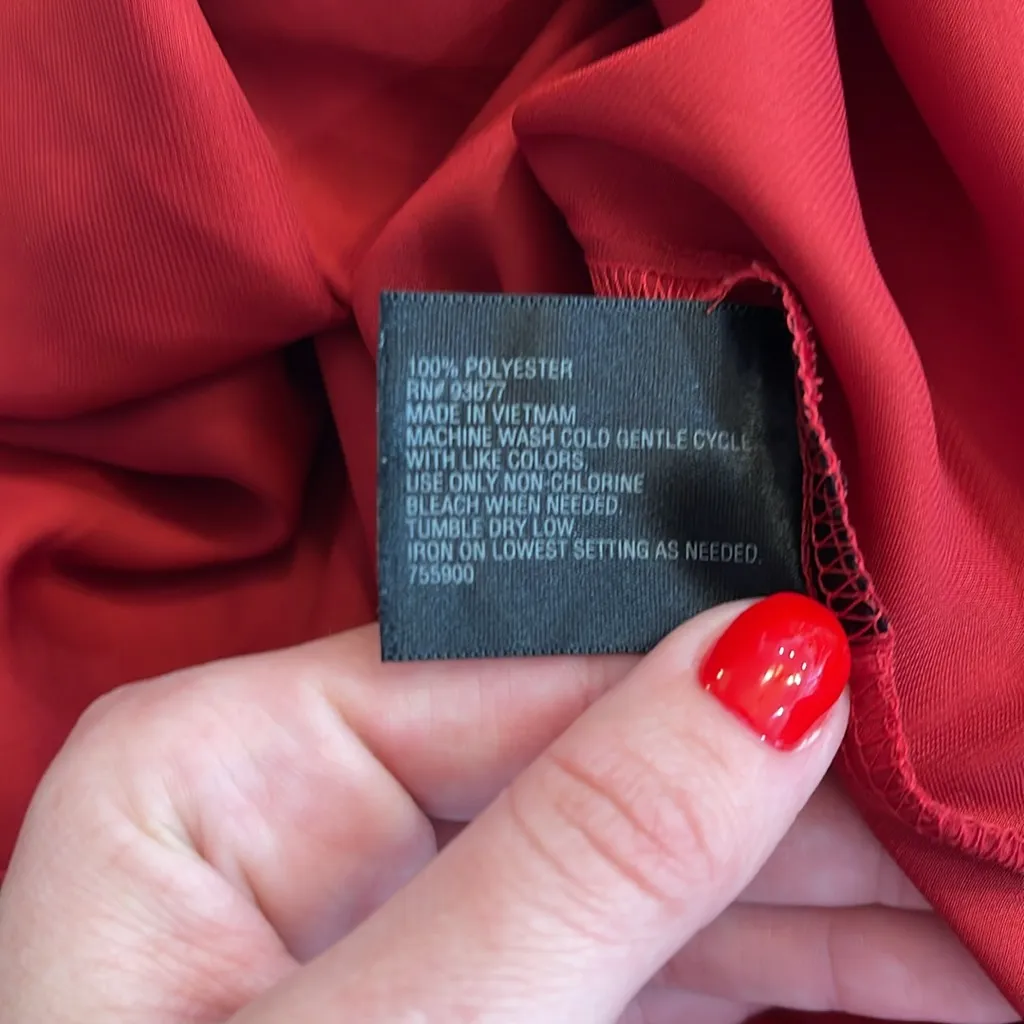 100% POLYESTER
RN# 93677
MADE IN VIETNAM
MACHINE WASH COLD GENTLE CYCLE
WITH LIKE COLORS.
USE ONLY NON-CHLORINE
BLEACH WHEN NEEDED.
TUMBLE DRY LOW.
IRON ON LOWEST SETTING AS NEEDED.
755900